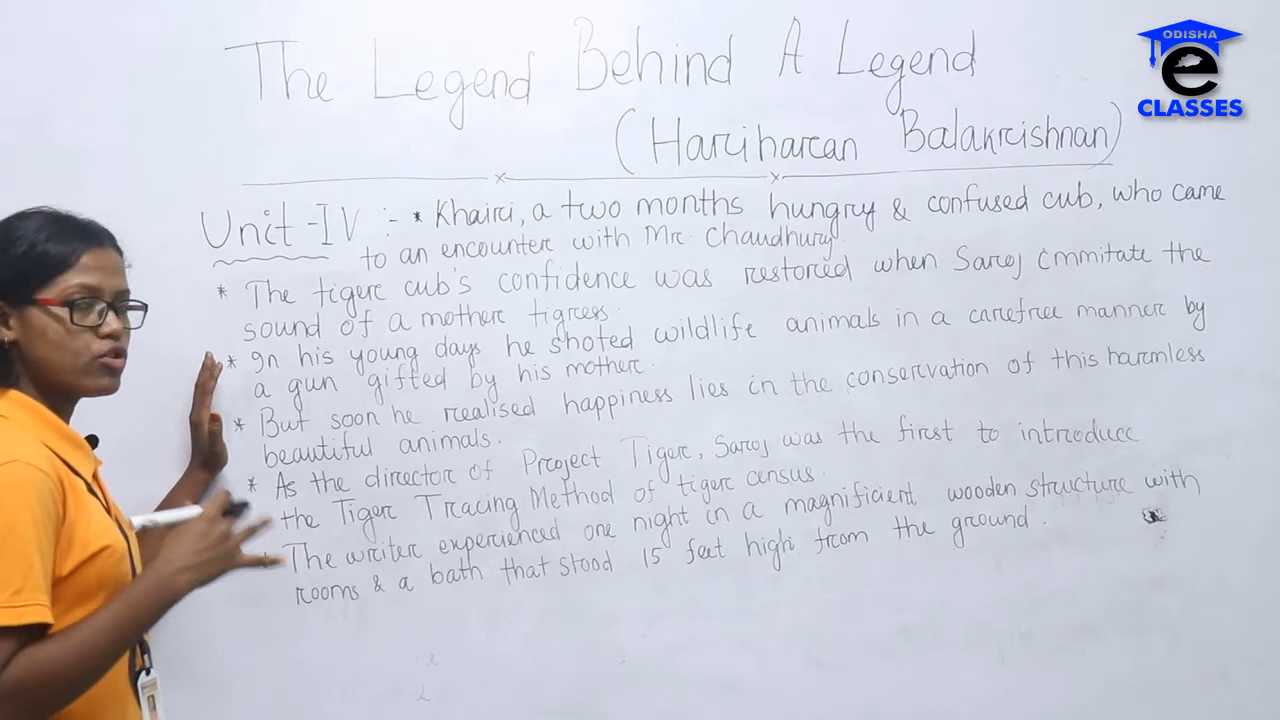 ODISHA
e
CLASSES
The Legend Behind A Legend
(Hariharan Balakrishnan)
Unit-IV :- * Khairi, a two months hungry & confused cub, who came
to an encounter with Mr. Chaudhury.
* The tiger cub's confidence was restored when Saroj immitate the
sound of a mother tigress.
* In his young days he shoted wildlife animals in a carefree manner by
a gun gifted by his mother.
* But soon he realised happiness lies in the conservation of this harmless
beautiful animals.
* As the director of Project Tiger, Saroj was the first to introduce
the Tiger Tracing Method of tiger census.
* The writer experienced one night in a magnificient wooden structure with
rooms & a bath that stood 15 feet high from the ground.